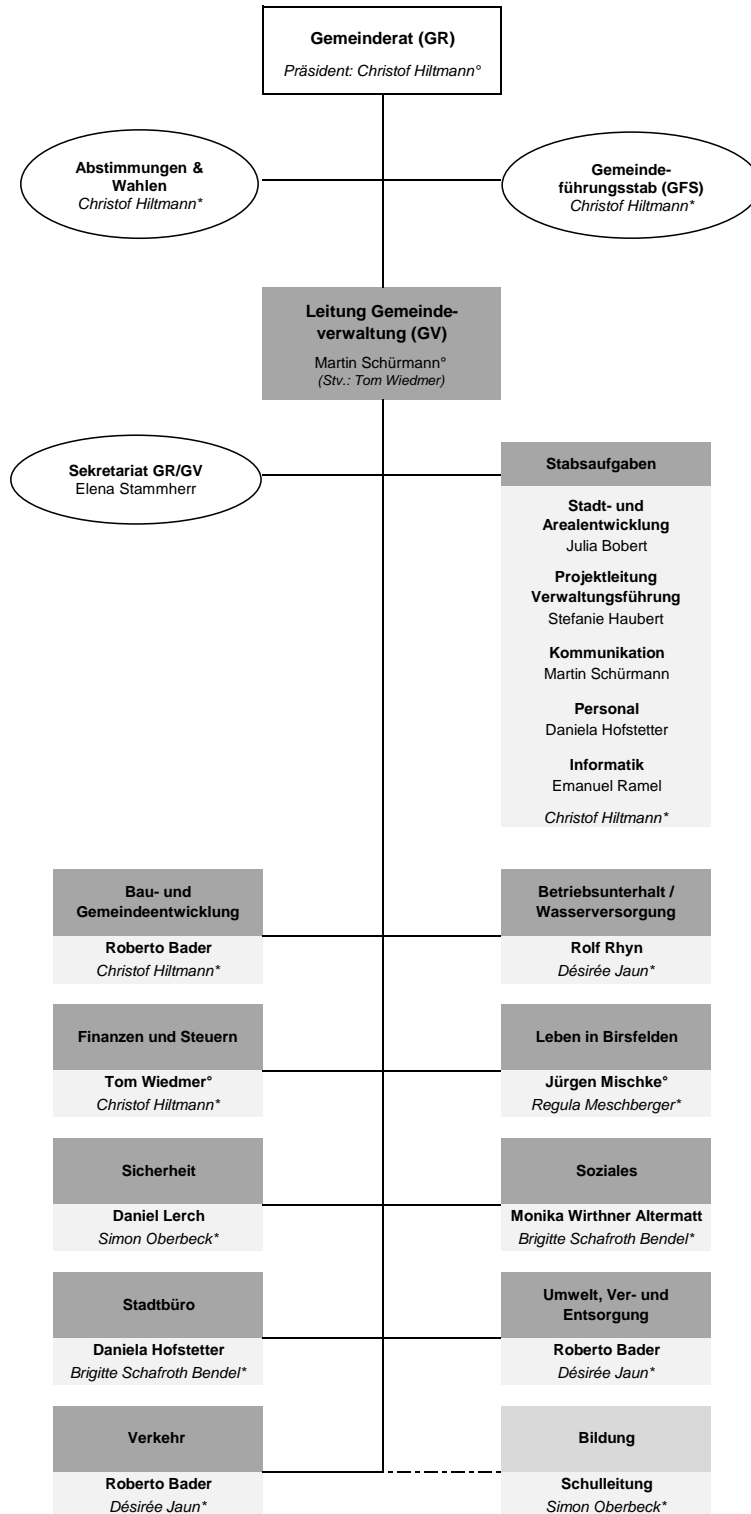 Gemeinderat (GR)
Präsident: Christof Hiltmann°
Abstimmungen &
Wahlen
Christof Hiltmann*
Gemeinde-
führungsstab (GFS)
Christof Hiltmann*
Leitung Gemeinde-
verwaltung (GV)
Martin Schürmann°
(Stv.: Tom Wiedmer)
Sekretariat GR/GV
Elena Stammherr
Stabsaufgaben
Stadt- und
Arealentwicklung
Julia Bobert
Projektleitung
Verwaltungsführung
Stefanie Haubert
Kommunikation
Martin Schürmann
Personal
Daniela Hofstetter
Informatik
Emanuel Ramel
Christof Hiltmann*
Bau- und
Gemeindeentwicklung
Roberto Bader
Christof Hiltmann*
Betriebsunterhalt /
Wasserversorgung
Rolf Rhyn
Désirée Jaun*
Finanzen und Steuern
Tom Wiedmer°
Christof Hiltmann*
Leben in Birsfelden
Jürgen Mischke°
Regula Meschberger*
Sicherheit
Daniel Lerch
Simon Oberbeck*
Soziales
Monika Wirthner Altermatt
Brigitte Schafroth Bendel*
Stadtbüro
Daniela Hofstetter
Brigitte Schafroth Bendel*
Umwelt, Ver- und
Entsorgung
Roberto Bader
Désirée Jaun*
Verkehr
Roberto Bader
Désirée Jaun*
Bildung
Schulleitung
Simon Oberbeck*